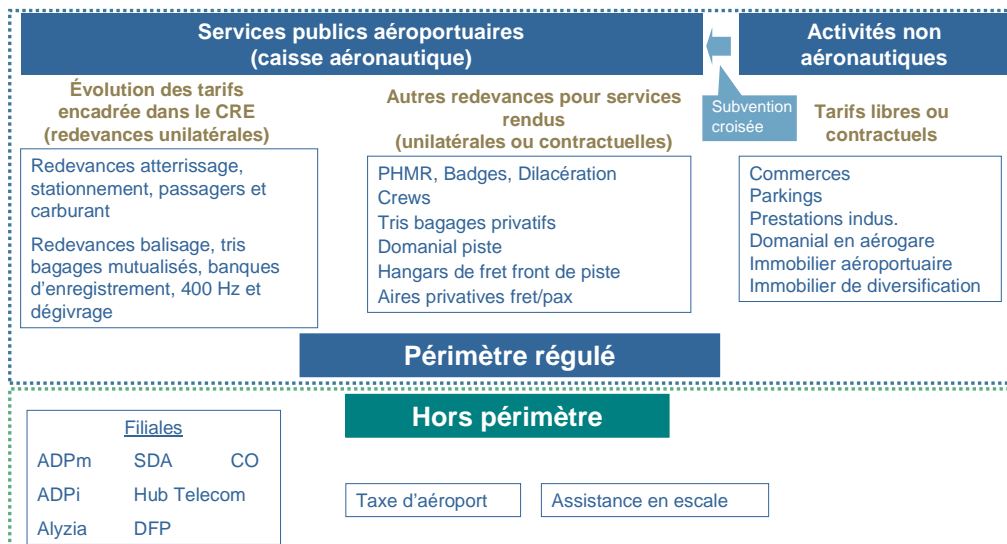 Services publics aéroportuaires
(caisse aéronautique)
Activités non
aéronautiques
Subvention
croisée
Évolution des tarifs
encadrée dans le CRE
(redevances unilatérales)
Redevances atterrissage,
stationnement, passagers et
carburant
Redevances balisage, tris
bagages mutualisés, banques
d'enregistrement, 400 Hz et
dégivrage
Autres redevances pour services
rendus
(unilatérales ou contractuelles)
PHMR, Badges, Dilacération
Crews
Tris bagages privatifs
Domanial piste
Hangars de fret front de piste
Aires privatives fret/pax
Tarifs libres ou
contractuels
Commerces
Parkings
Prestations indus.
Domanial en aérogare
Immobilier aéroportuaire
Immobilier de diversification
Périmètre régulé
Hors périmètre
Filiales
ADPm SDA CO
ADPi Hub Telecom
Alyzia DFP
Taxe d'aéroport
Assistance en escale